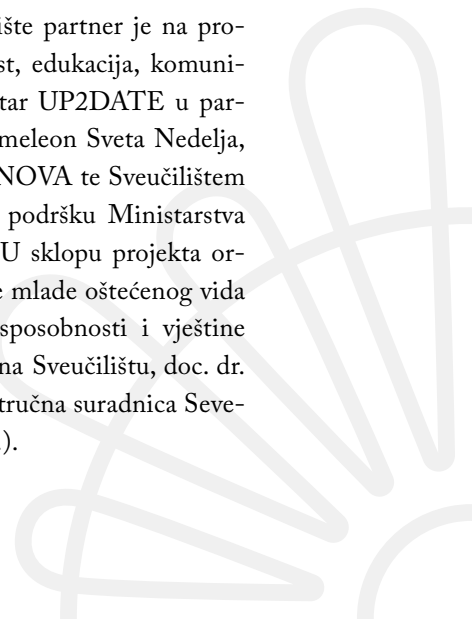 ište partner je na pro-
st, edukacija, komuni-
tar UP2DATE u par-
meleon Sveta Nedelja,
NOVA te Sveučilištem
podršku Ministarstva
U sklopu projekta or-
e mlade oštećenog vida
sposobnosti i vještine
na Sveučilištu, doc. dr.
tručna suradnica Seve-
).